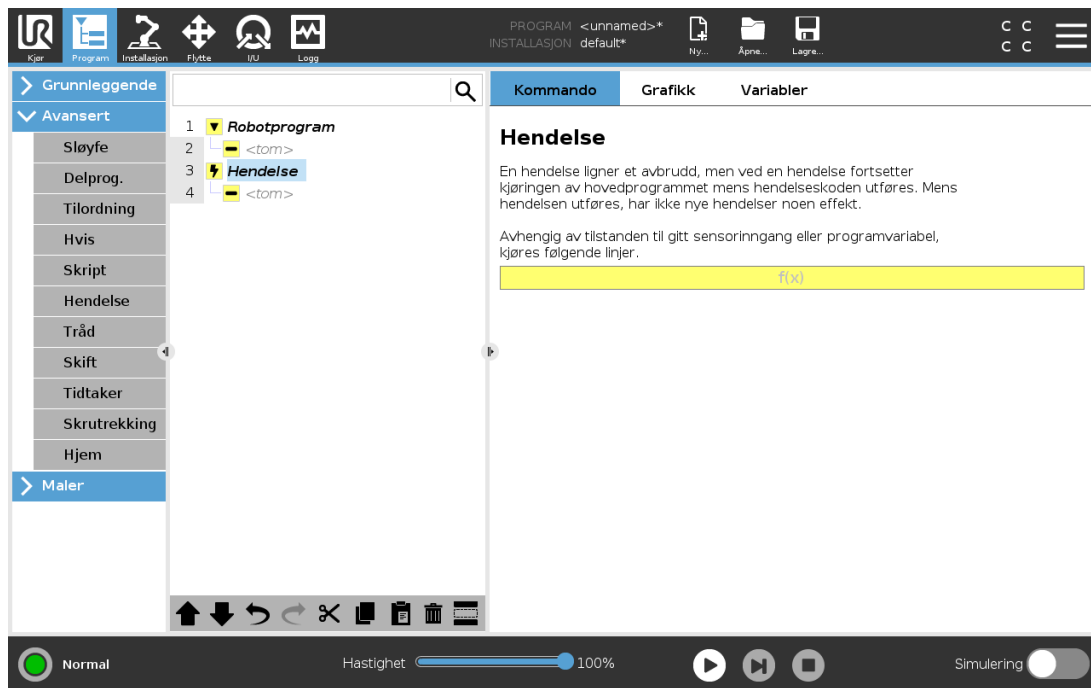 UR
Kjør
Program
Installasjon
Flytte
I/U
Logg
PROGRAM <unnamed>*
INSTALLASJON default*
Ny...
Åpne...
Lagre...
C C
C C
Grunnleggende
Avansert
Sløyfe
Delprog.
Tilordning
Hvis
Skript
Hendelse
Tråd
Skift
Tidtaker
Skrutrekking
Hjem
Maler
1 Robotprogram
2 <tom>
3 Hendelse
4 <tom>
Kommando Grafikk Variabler
Hendelse
En hendelse ligner et avbrudd, men ved en hendelse fortsetter
kjøringen av hovedprogrammet mens hendelseskoden utføres. Mens
hendelsen utføres, har ikke nye hendelser noen effekt.
Avhengig av tilstanden til gitt sensorinngang eller programvariabel,
kjøres følgende linjer.
f(x)
Normal
Hastighet 100%
Simulering